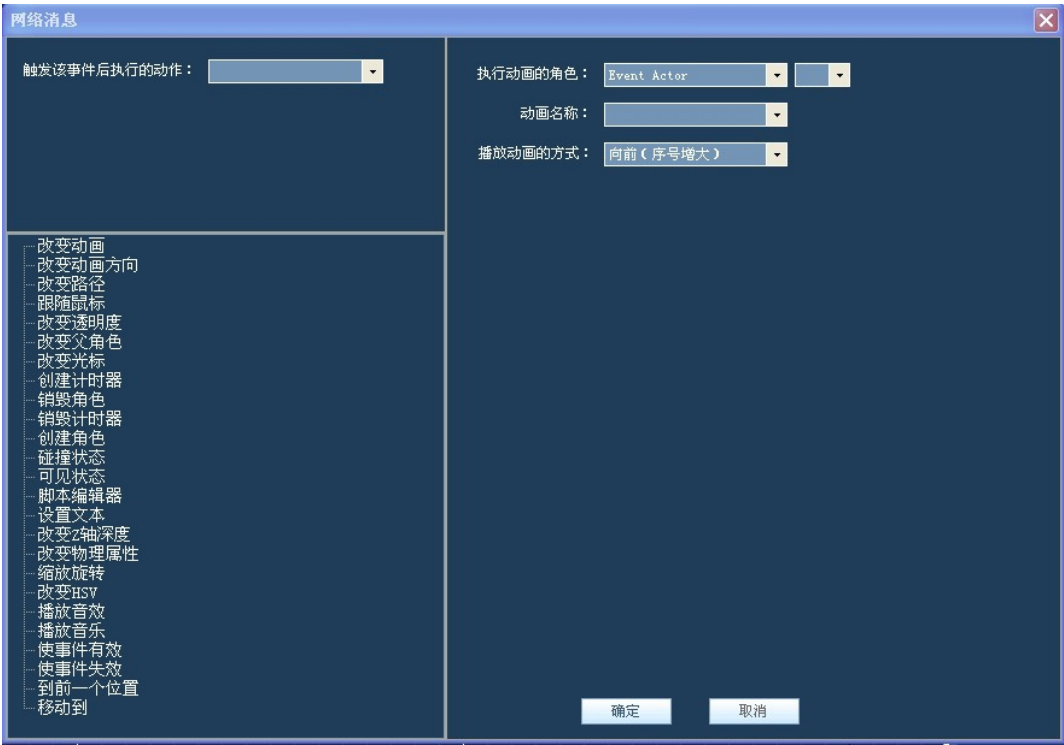 网络消息
触发该事件后执行的动作：
执行动画的角色： Event Actor
动画名称：
播放动画的方式： 向前(序号增大)
改变动画
改变动画方向
改变路径
跟随鼠标
改变透明度
改变父角色
改变光标
创建计时器
销毁角色
销毁计时器
创建角色
碰撞状态
可见状态
脚本编辑器
设置文本
改变Z轴深度
改变物理属性
缩放旋转
改变HSV
播放音效
播放音乐
使事件有效
使事件失效
到前一个位置
移动到
确定 取消